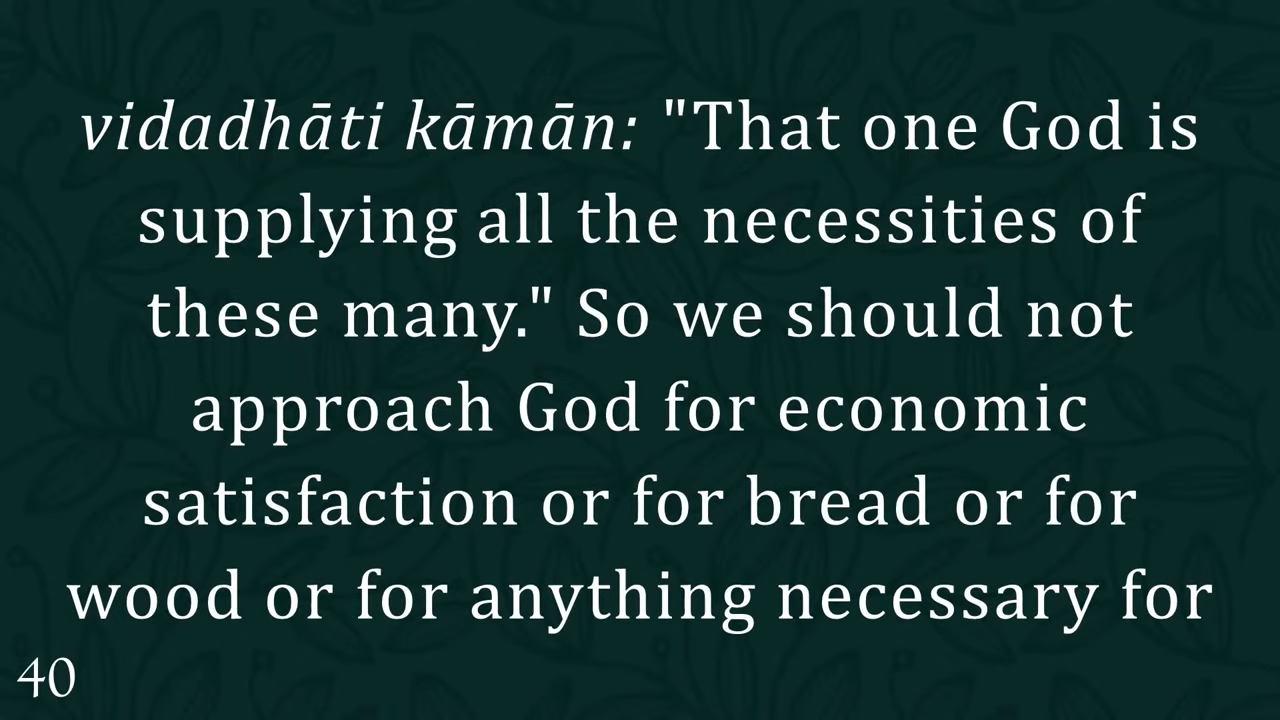 vidadhāti kāmān: "That one God is
supplying all the necessities of
these many." So we should not
approach God for economic
satisfaction or for bread or for
wood or for anything necessary for
40